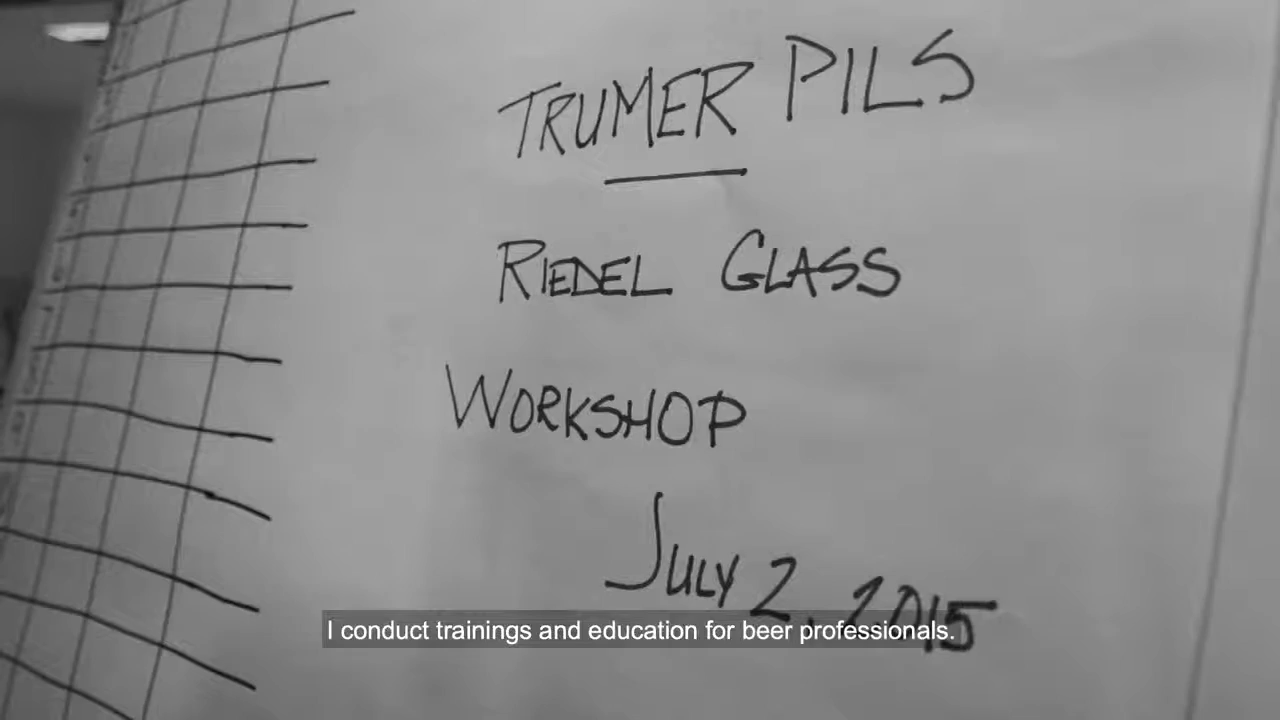 TRUMER PILS
RIEDEL GLASS
WORKSHOP
JULY 2, 2015
I conduct trainings and education for beer professionals.